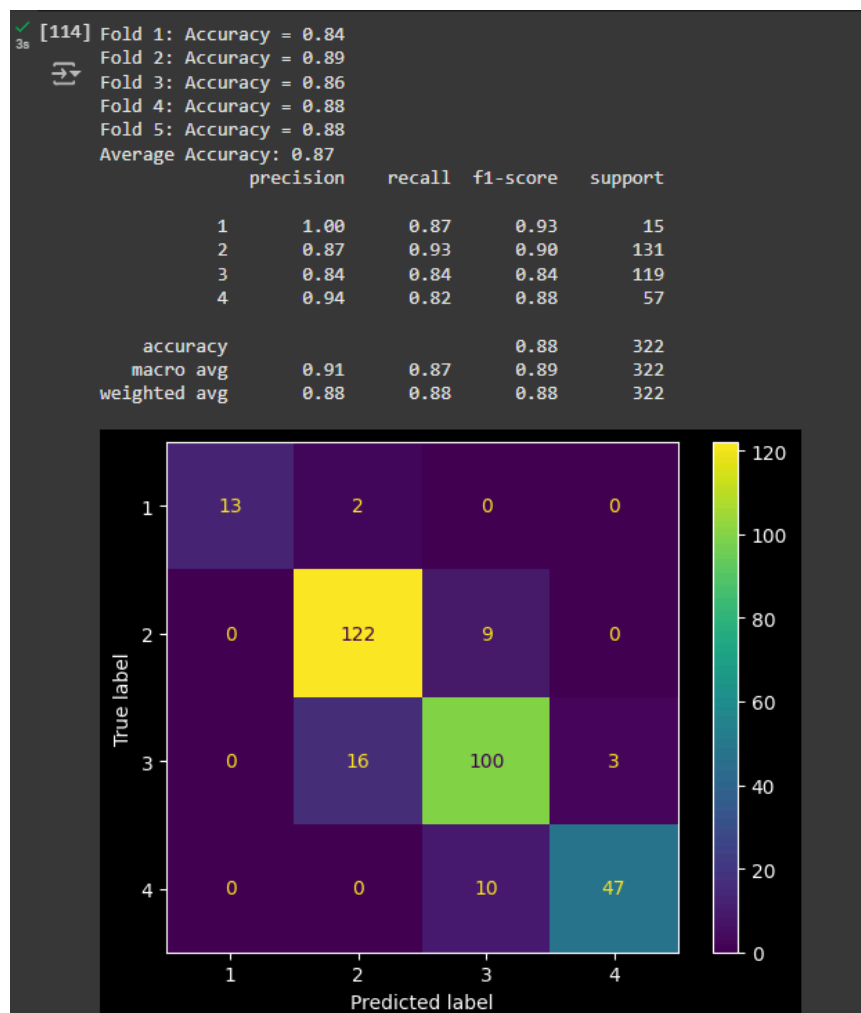 [114] Fold 1: Accuracy = 0.84
3s
Fold 2: Accuracy = 0.89
Fold 3: Accuracy = 0.86
Fold 4: Accuracy = 0.88
Fold 5: Accuracy = 0.88
Average Accuracy: 0.87
precision recall f1-score support
1 1.00 0.87 0.93 15
2 0.87 0.93 0.90 131
3 0.84 0.84 0.84 119
4 0.94 0.82 0.88 57
accuracy 0.88 322
macro avg 0.91 0.87 0.89 322
weighted avg 0.88 0.88 0.88 322
120
1 13 2 0 0
100
80
2 0 122 9 0
True label
60
3 0 16 100 3
40
20
4 0 0 10 47
0
1 2 3 4
Predicted label